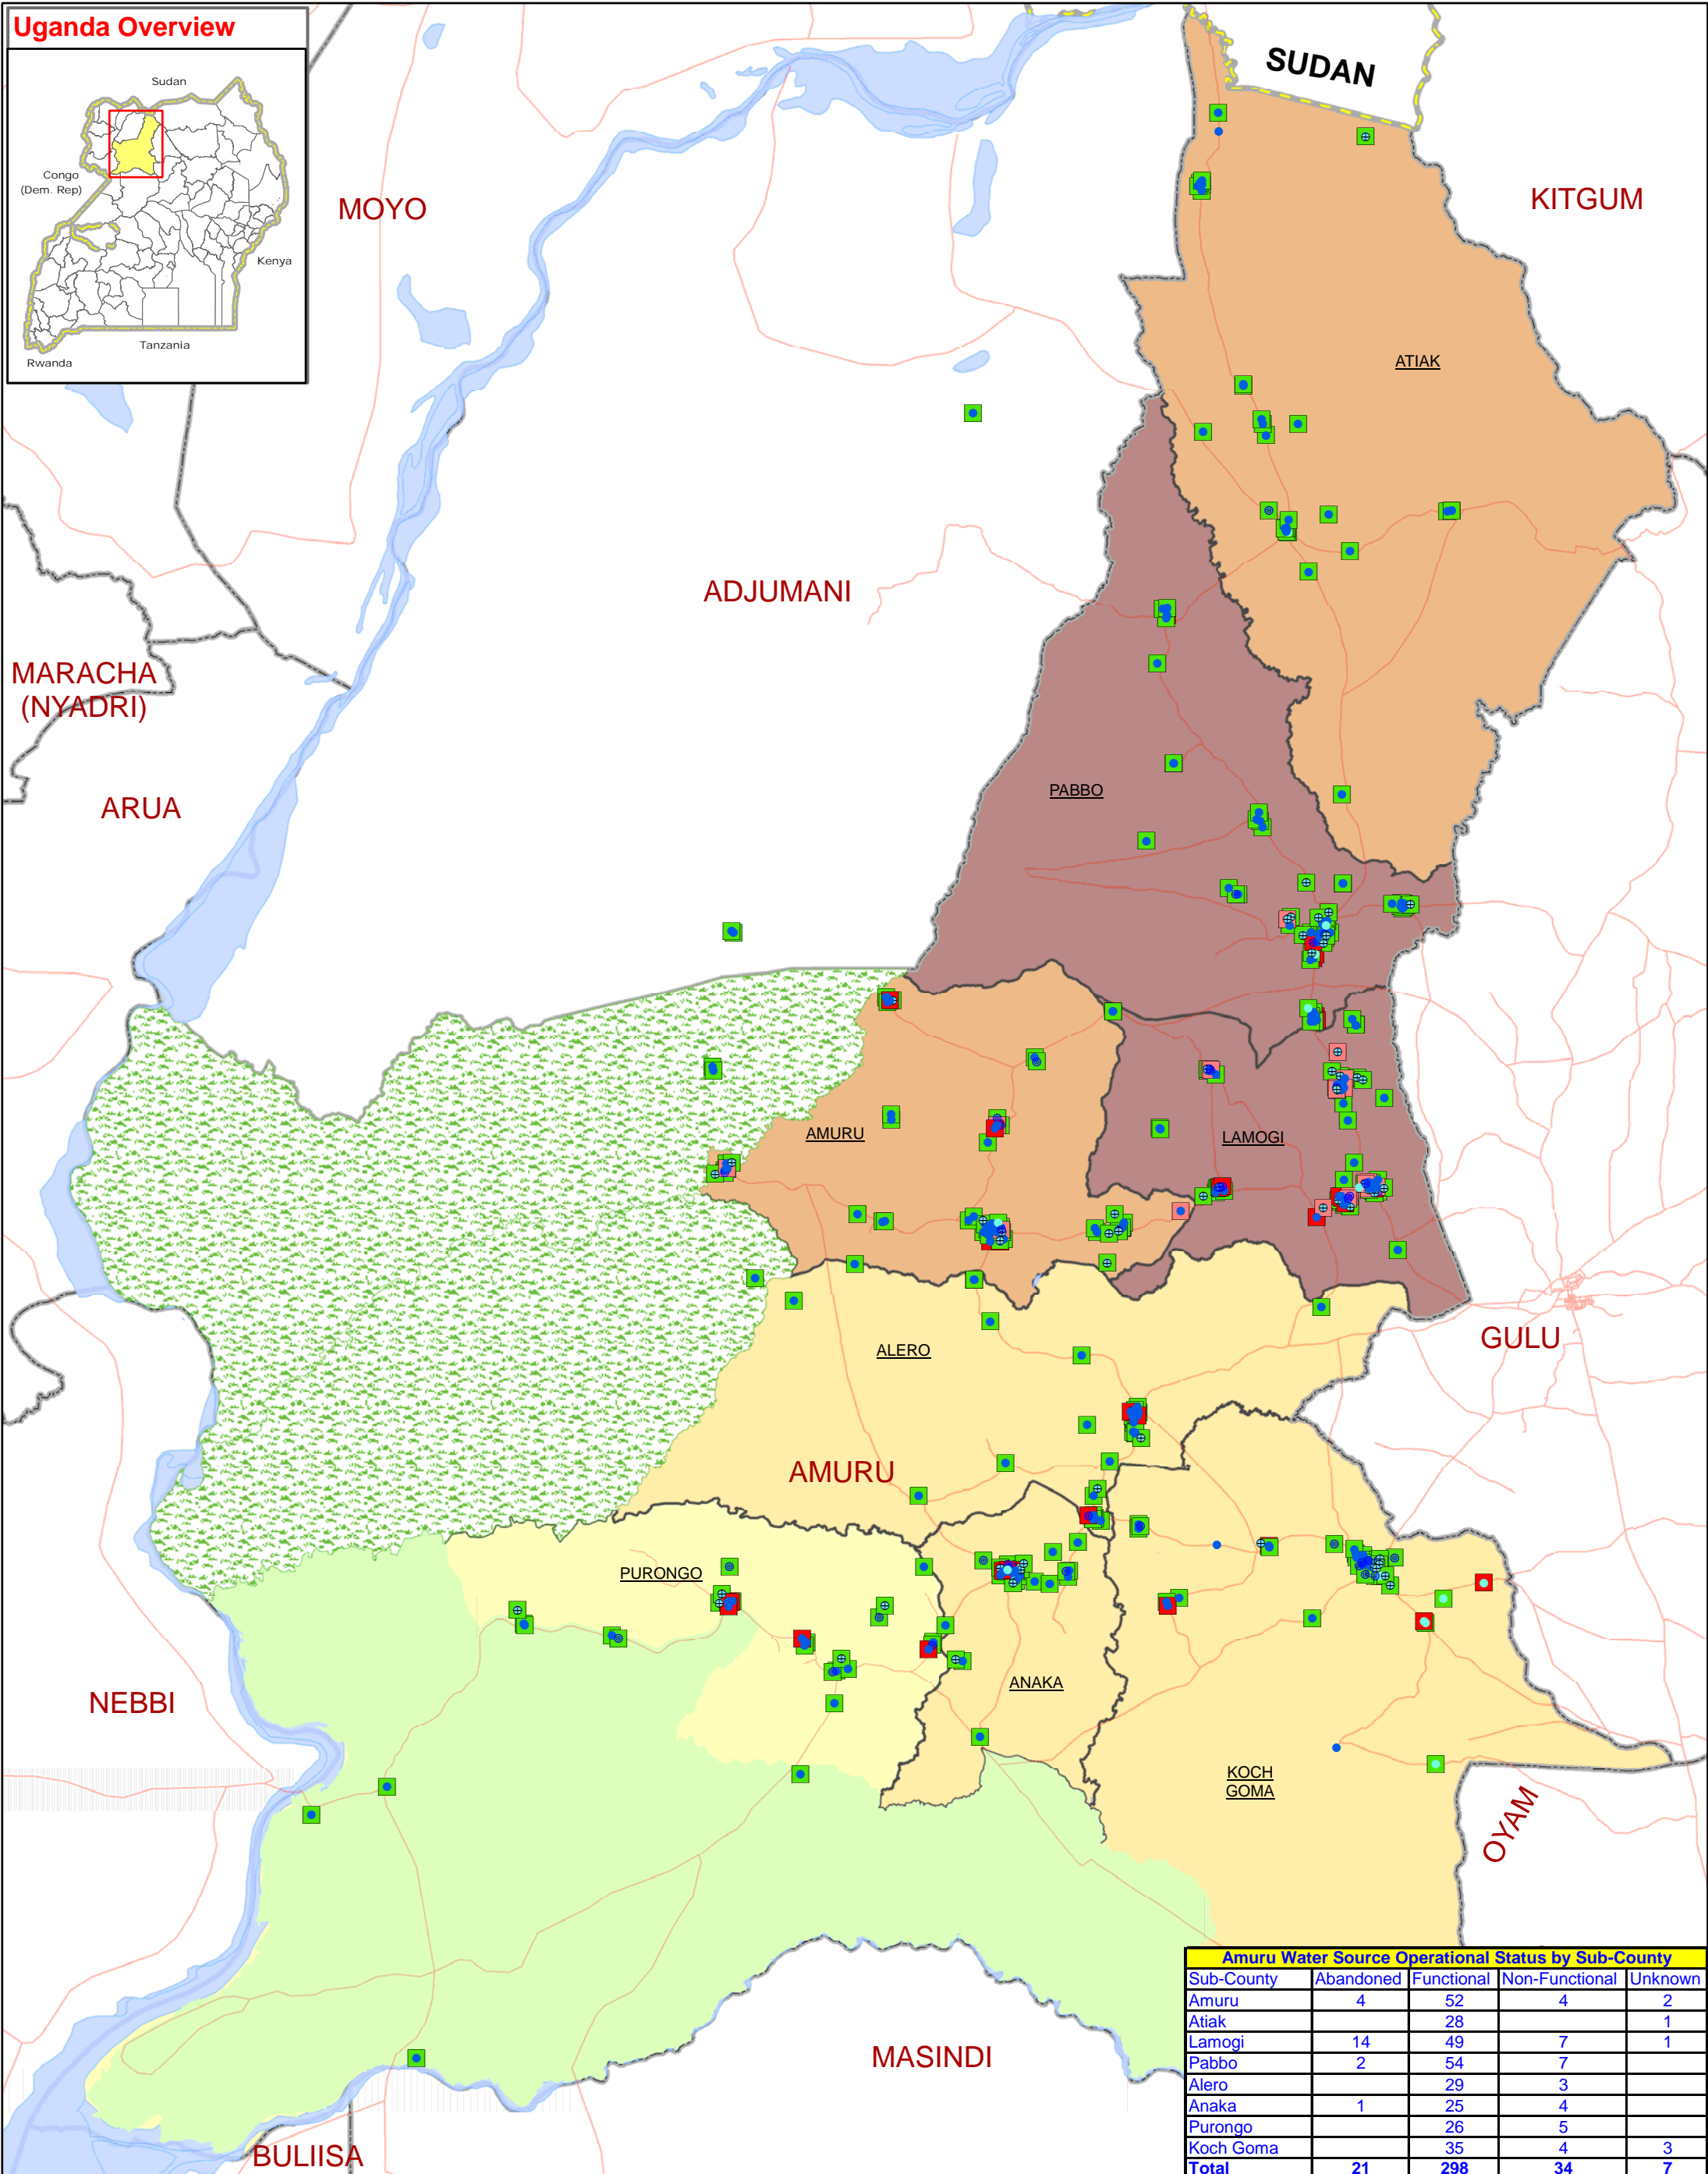 Uganda Overview
Sudan
Congo
(Dem. Rep)
Kenya
Tanzania
Rwanda
SUDAN
KITGUM
MOYO
ATIAK
ADJUMANI
MARACHA
(NYADRI)
PABBO
ARUA
AMURU
LAMOGI
GULU
ALERO
AMURU
PURONGO
ANAKA
NEBBI
KOCH
GOMA
OYAM
MASINDI
BULIISA
Amuru Water Source Operational Status by Sub-County
Sub-County Abandoned Functional Non-Functional Unknown
Amuru 4 52 4 2
Atiak 28 1
Lamogi 14 49 7 1
Pabbo 2 54 7
Alero 29 3
Anaka 1 25 4
Purongo 26 5
Koch Goma 35 4 3
Total 21 298 34 7